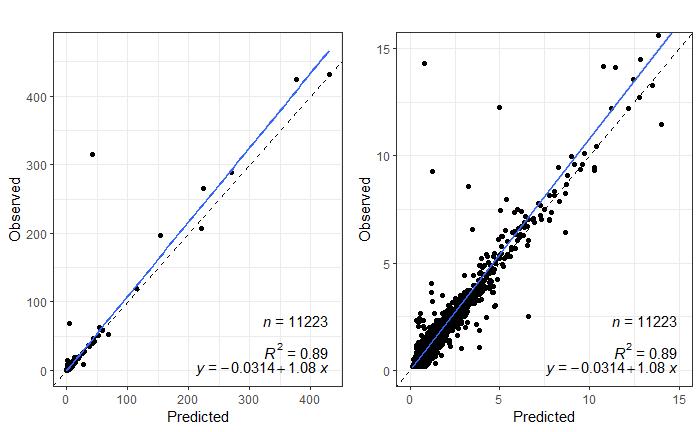 400
300
200
100
0
Observed
n = 11223
R² = 0.89
y = −0.0314 + 1.08 x
0
100
200
300
400
Predicted
15
10
5
0
Observed
n = 11223
R² = 0.89
y = −0.0314 + 1.08 x
0
5
10
15
Predicted